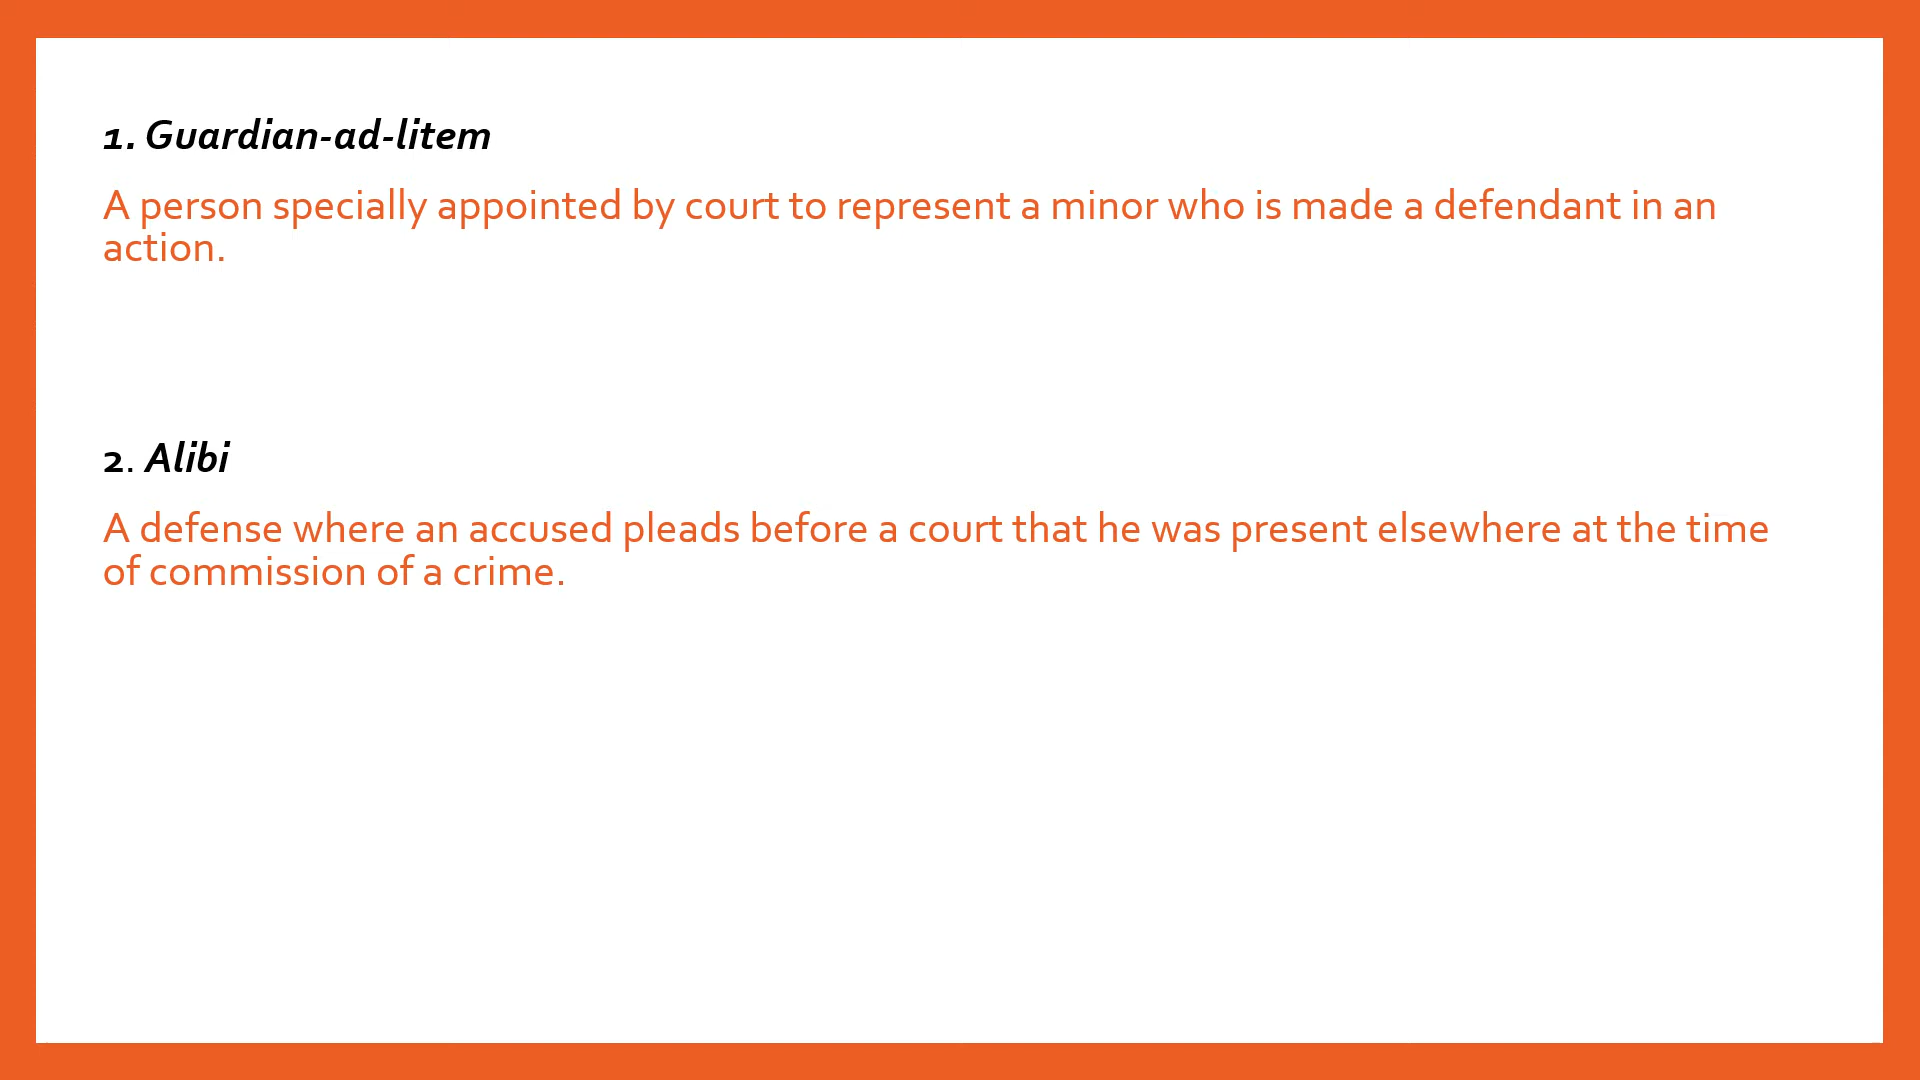 1. Guardian-ad-litem
A person specially appointed by court to represent a minor who is made a defendant in an
action.
2. Alibi
A defense where an accused pleads before a court that he was present elsewhere at the time
of commission of a crime.